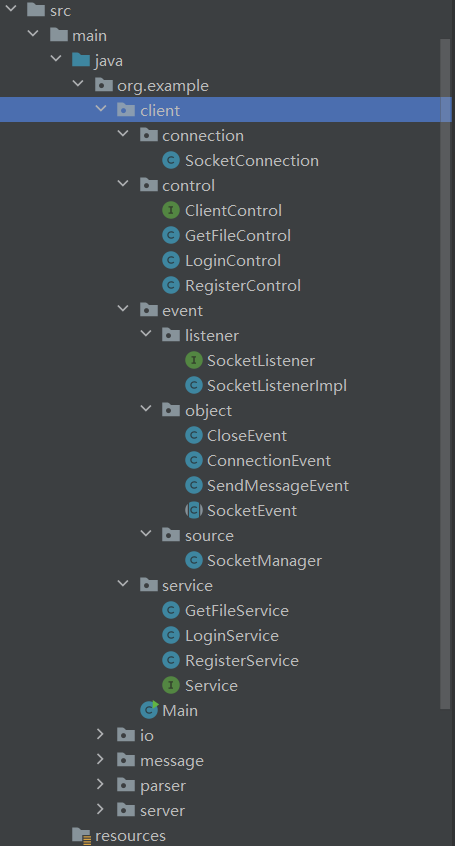 src
main
java
org.example
client
connection
SocketConnection
control
ClientControl
GetFileControl
LoginControl
RegisterControl
event
listener
SocketListener
SocketListenerImpl
object
CloseEvent
ConnectionEvent
SendMessageEvent
SocketEvent
source
SocketManager
service
GetFileService
LoginService
RegisterService
Service
Main
io
message
parser
server
resources